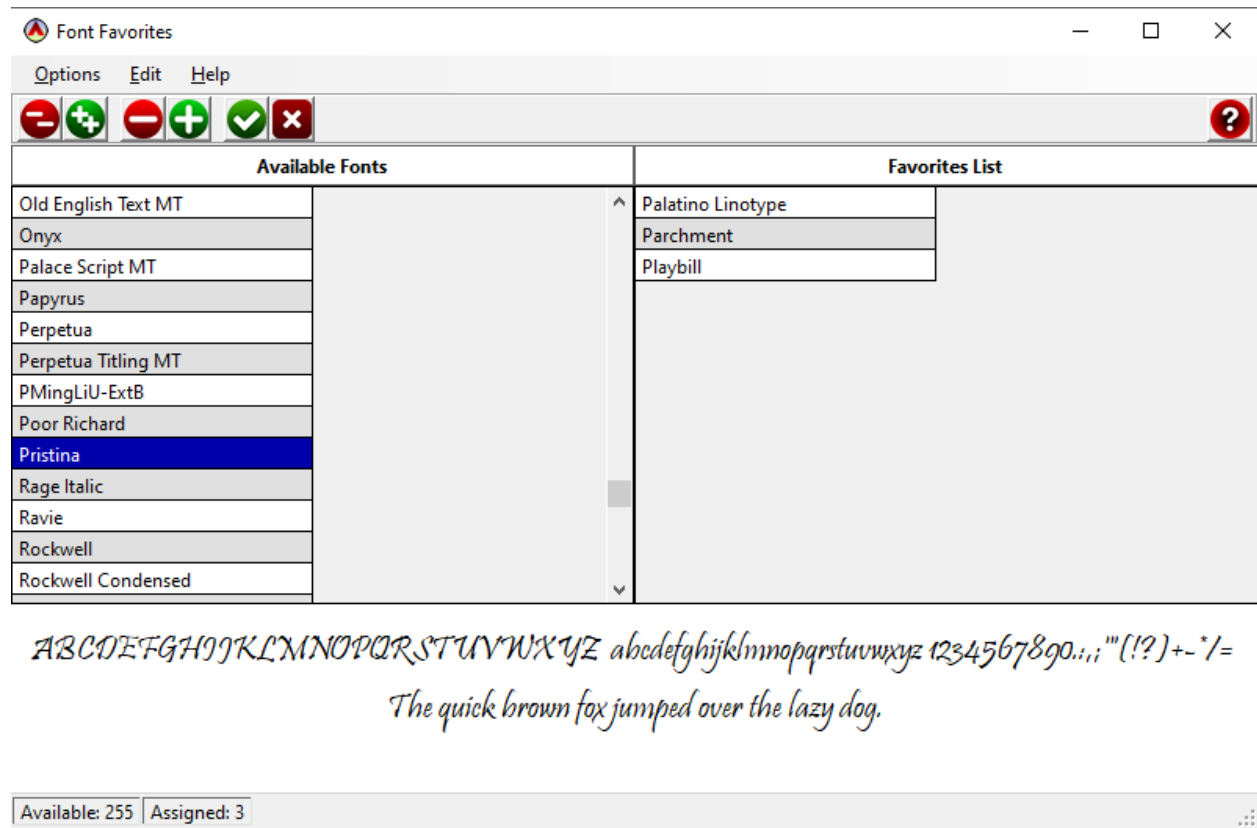 Font Favorites
Options Edit Help
Available Fonts Favorites List
Old English Text MT Palatino Linotype
Onyx Parchment
Palace Script MT Playbill
Papyrus
Perpetua
Perpetua Titling MT
PMingLiU-ExtB
Poor Richard
Pristina
Rage Italic
Ravie
Rockwell
Rockwell Condensed
ABCDEFGHIJKLMNOPQRSTUVWXYZ abcdefghijklmnopqrstuvwxyz 1234567890.:,;'"(!?)+-*/=
The quick brown fox jumped over the lazy dog.
Available: 255 Assigned: 3